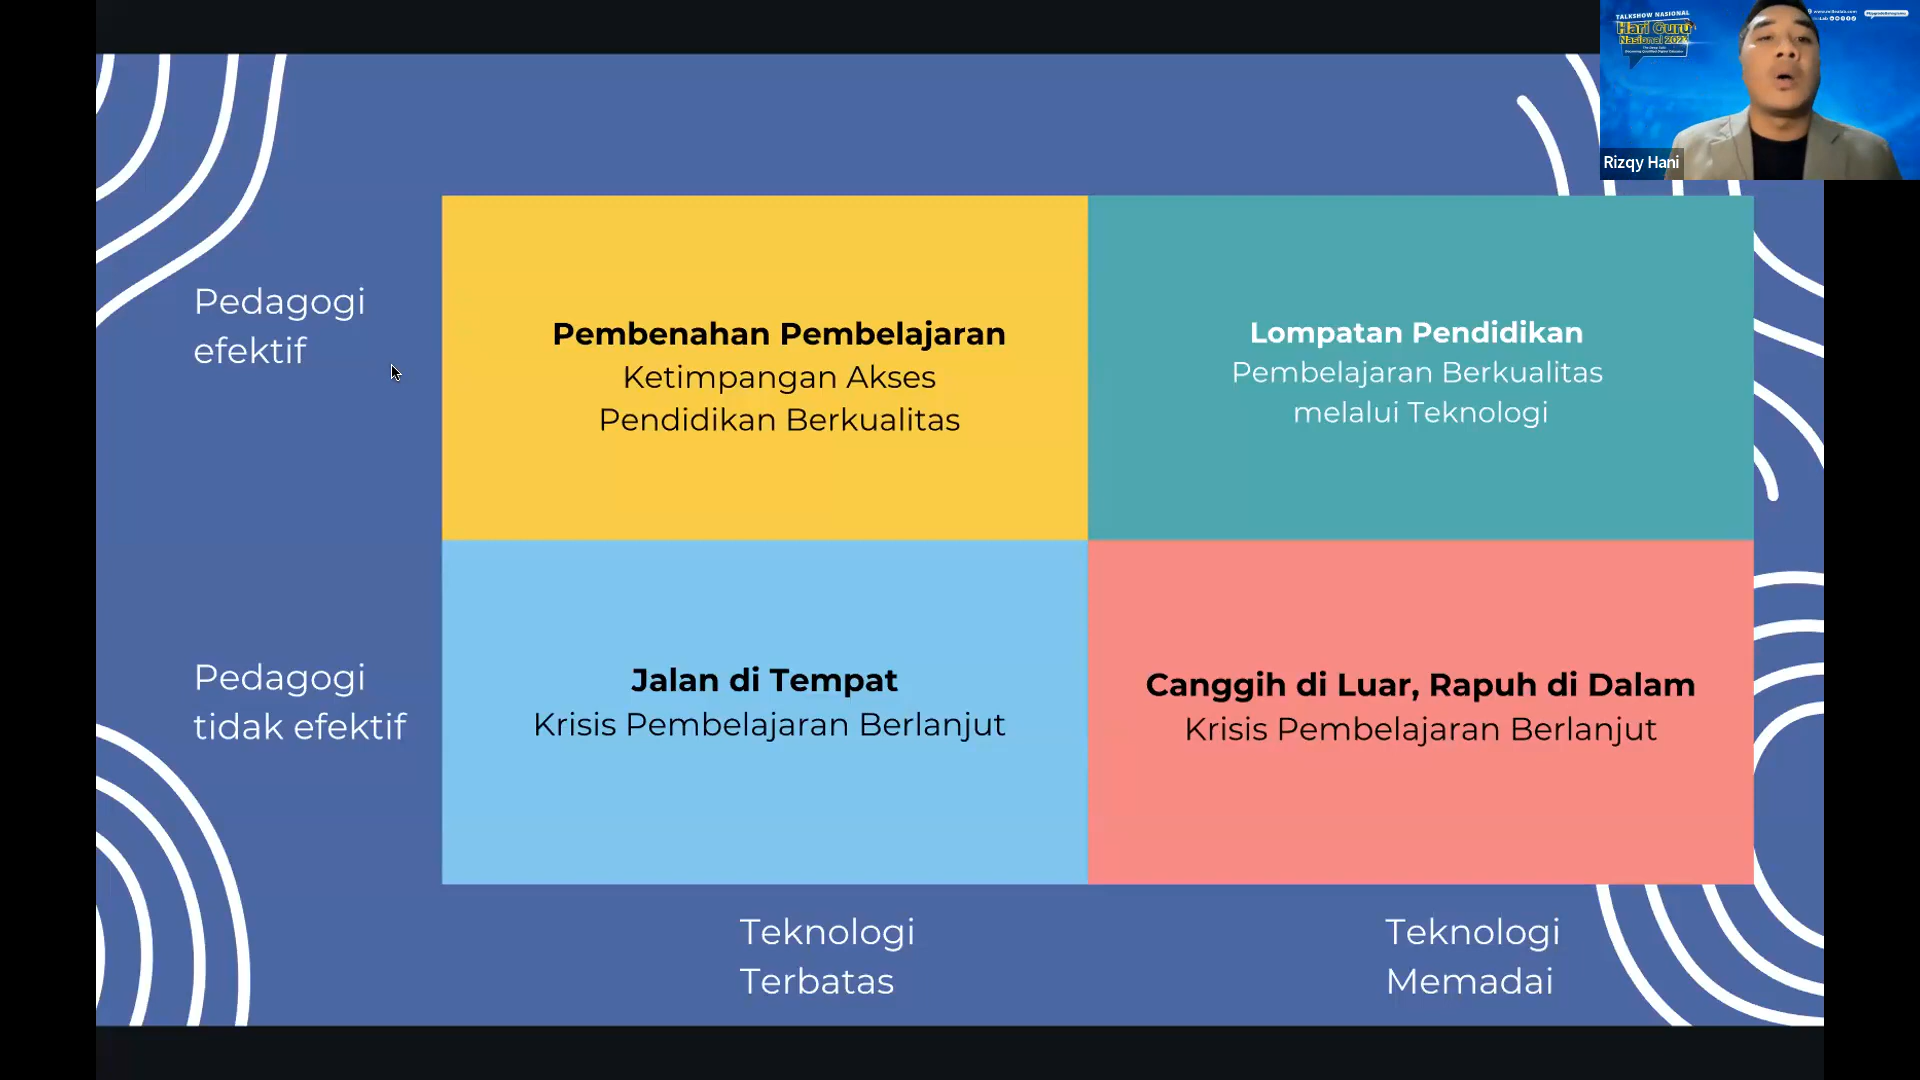 TALKSHOW NASIONAL
Hari Guru
Nasional 2023
Rizqy Hani
Pedagogi
efektif
Pembenahan Pembelajaran
Ketimpangan Akses
Pendidikan Berkualitas
Lompatan Pendidikan
Pembelajaran Berkualitas
melalui Teknologi
Pedagogi
tidak efektif
Jalan di Tempat
Krisis Pembelajaran Berlanjut
Canggih di Luar, Rapuh di Dalam
Krisis Pembelajaran Berlanjut
Teknologi
Terbatas
Teknologi
Memadai